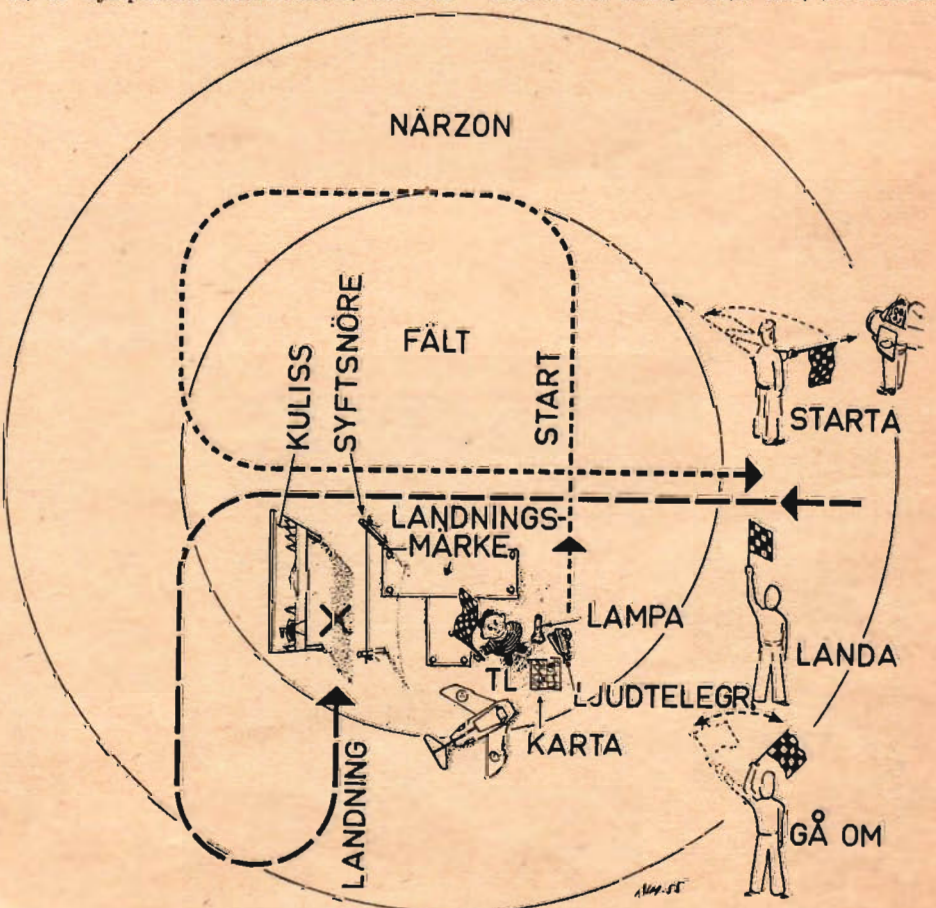 NÄRZON
FÄLT
KULISS
SYFTSNÖRE
START
STARTA
LANDNINGS-
MÄRKE
LAMPA
LANDA
TL
LJUDTELEGR.
KARTA
LANDNING
GÅ OM